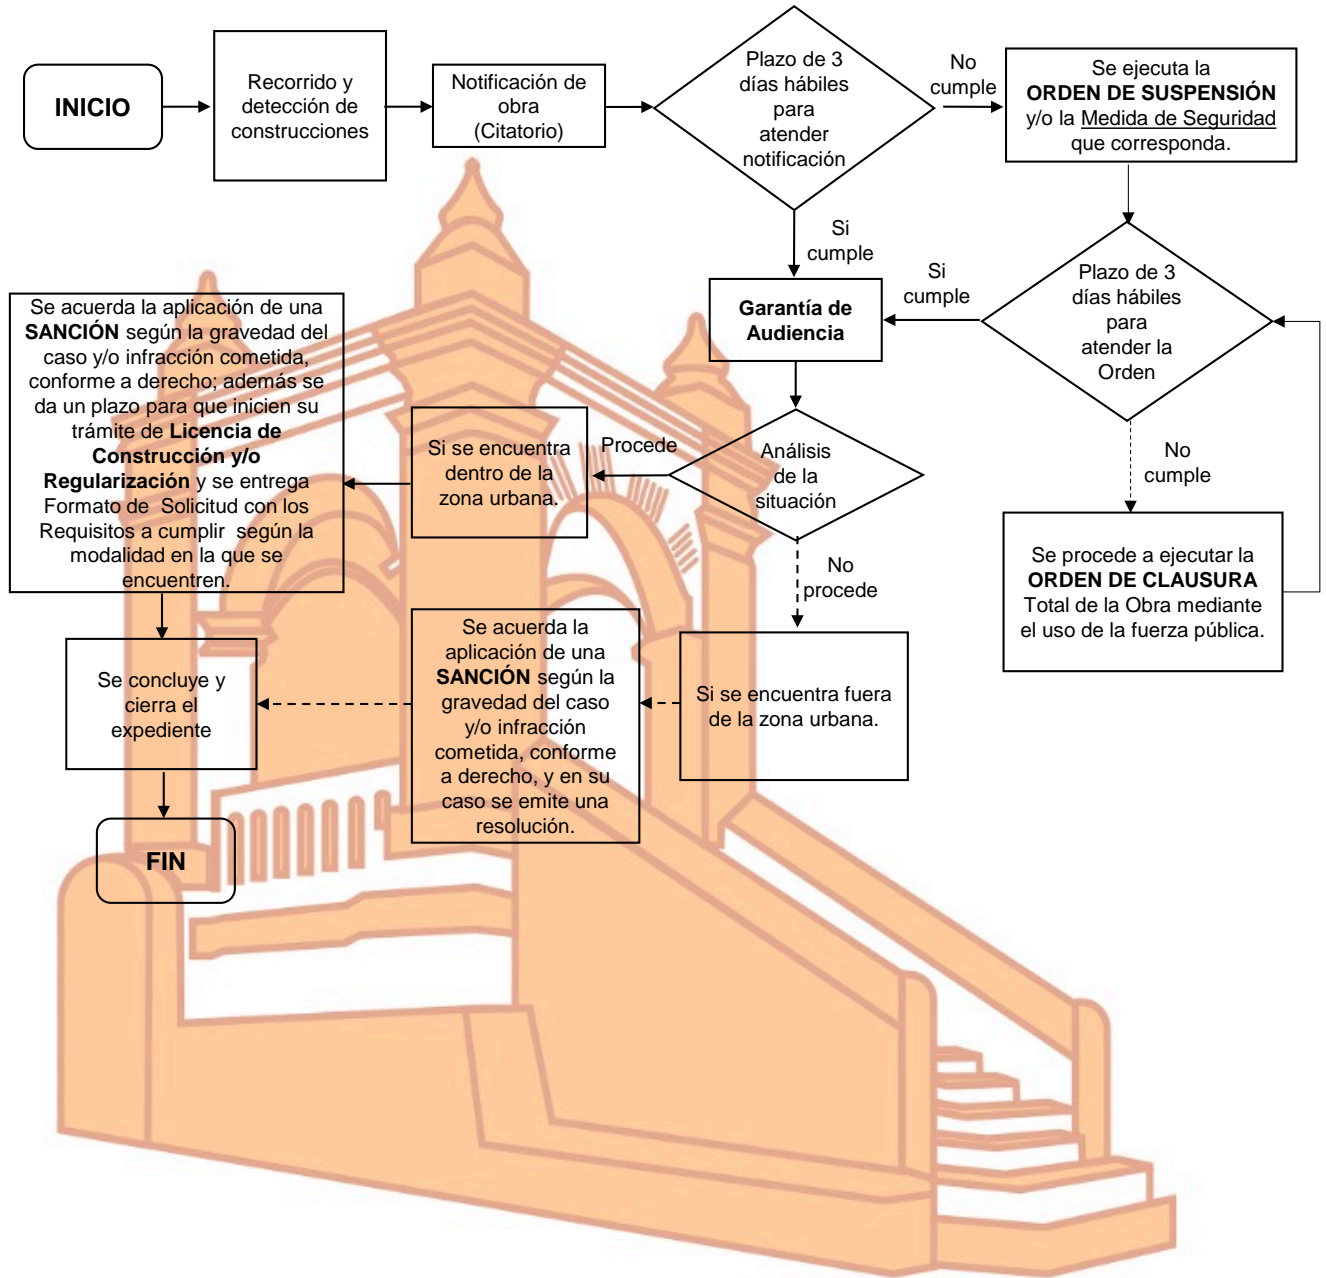 INICIO
Recorrido y
detección de
construcciones
Notificación de
obra
(Citatorio)
Plazo de 3
días hábiles
para
atender
notificación
No
cumple
Se ejecuta la
ORDEN DE SUSPENSIÓN
y/o la Medida de Seguridad
que corresponda.
Si
cumple
Garantía de
Audiencia
Si
cumple
Plazo de 3
días hábiles
para
atender la
Orden
No
cumple
Se procede a ejecutar la
ORDEN DE CLAUSURA
Total de la Obra mediante
el uso de la fuerza pública.
Análisis
de la
situación
Procede
Si se encuentra
dentro de la
zona urbana.
Se acuerda la aplicación de una
SANCIÓN según la gravedad del
caso y/o infracción cometida,
conforme a derecho; además se
da un plazo para que inicien su
trámite de Licencia de
Construcción y/o
Regularización y se entrega
Formato de Solicitud con los
Requisitos a cumplir según la
modalidad en la que se
encuentren.
No
procede
Si se encuentra fuera
de la zona urbana.
Se acuerda la
aplicación de una
SANCIÓN según la
gravedad del caso
y/o infracción
cometida, conforme
a derecho, y en su
caso se emite una
resolución.
Se concluye y
cierra el
expediente
FIN